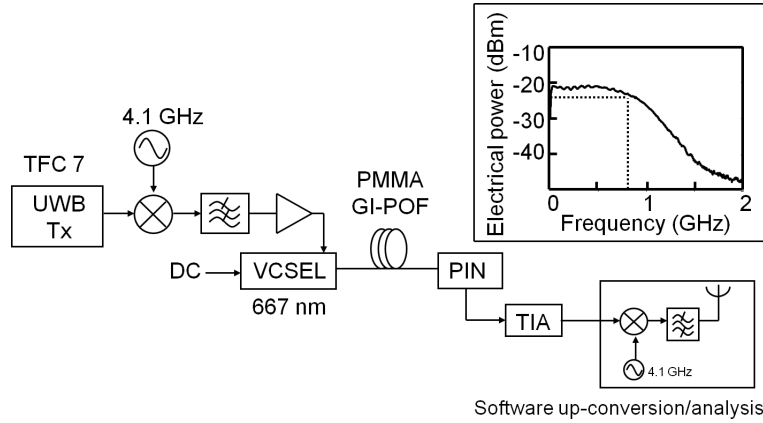 4.1 GHz
TFC 7
UWB
Tx
DC
VCSEL
667 nm
PMMA
GI-POF
PIN
TIA
4.1 GHz
Software up-conversion/analysis
Electrical power (dBm)
-10
-20
-30
-40
0
1
2
Frequency (GHz)